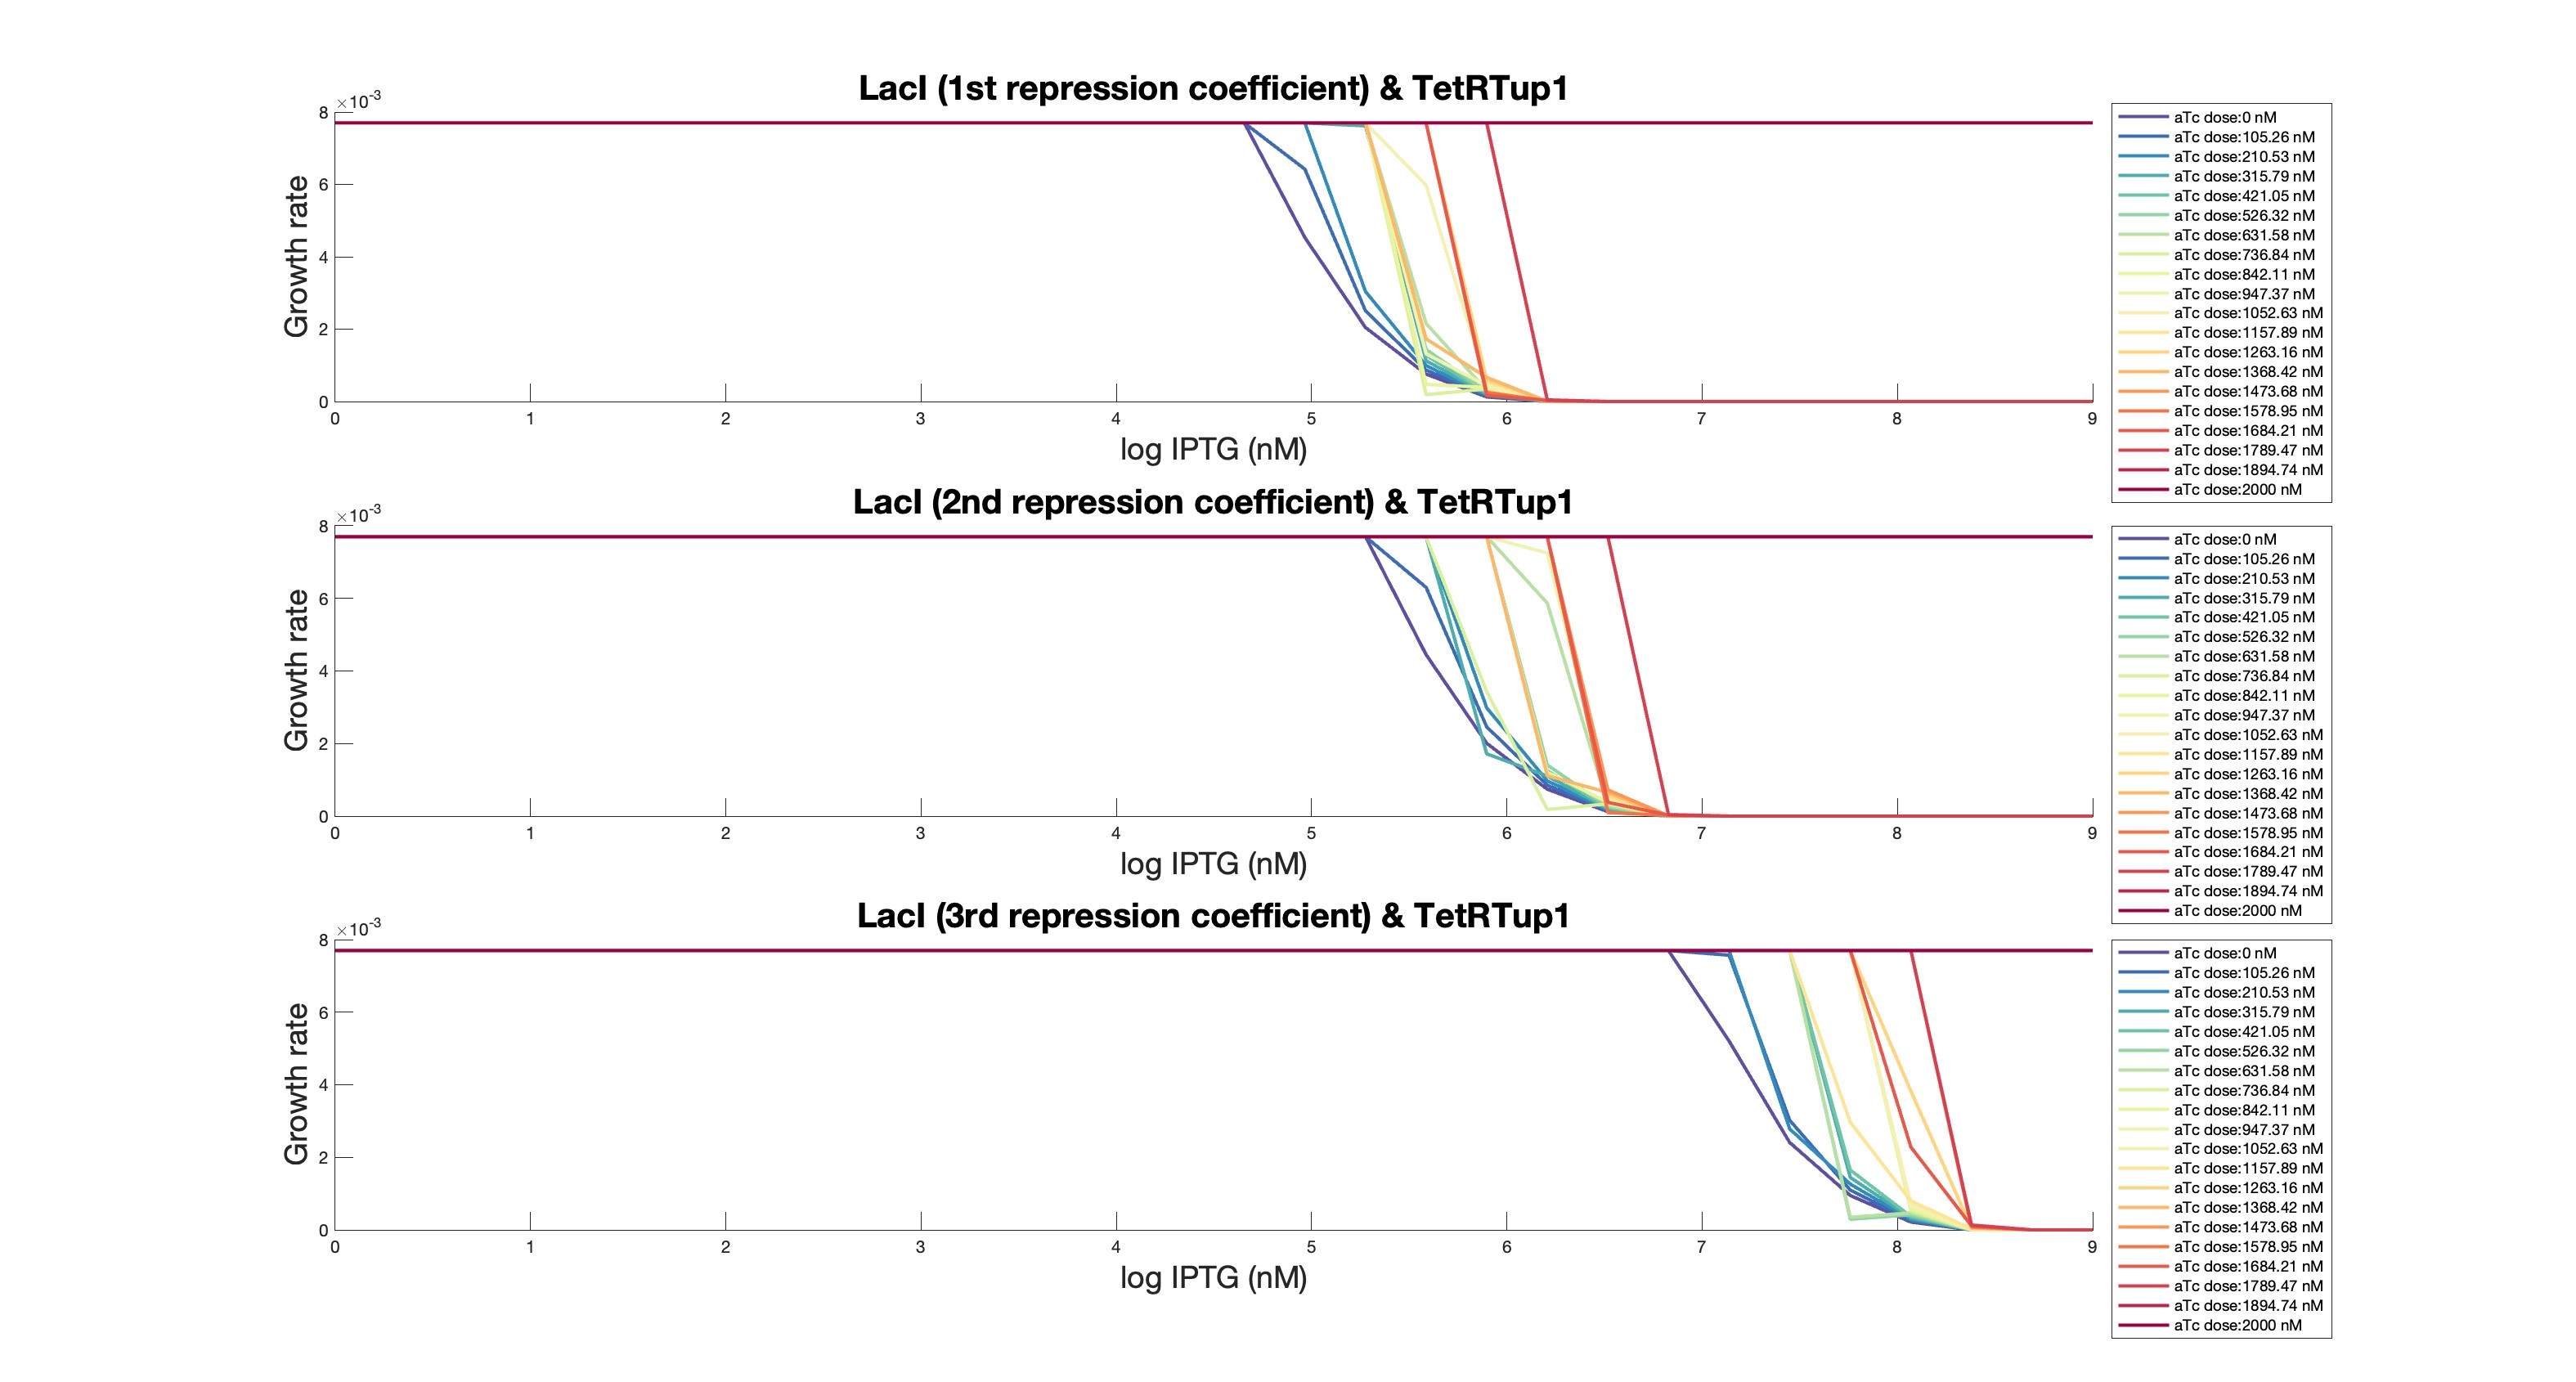 LacI (1st repression coefficient) & TetRTup1
×10-3
8
6
4
2
0
Growth rate
0 1 2 3 4 5 6 7 8 9
log IPTG (nM)
aTc dose:0 nM
aTc dose:105.26 nM
aTc dose:210.53 nM
aTc dose:315.79 nM
aTc dose:421.05 nM
aTc dose:526.32 nM
aTc dose:631.58 nM
aTc dose:736.84 nM
aTc dose:842.11 nM
aTc dose:947.37 nM
aTc dose:1052.63 nM
aTc dose:1157.89 nM
aTc dose:1263.16 nM
aTc dose:1368.42 nM
aTc dose:1473.68 nM
aTc dose:1578.95 nM
aTc dose:1684.21 nM
aTc dose:1789.47 nM
aTc dose:1894.74 nM
aTc dose:2000 nM
LacI (2nd repression coefficient) & TetRTup1
×10-3
8
6
4
2
0
Growth rate
0 1 2 3 4 5 6 7 8 9
log IPTG (nM)
aTc dose:0 nM
aTc dose:105.26 nM
aTc dose:210.53 nM
aTc dose:315.79 nM
aTc dose:421.05 nM
aTc dose:526.32 nM
aTc dose:631.58 nM
aTc dose:736.84 nM
aTc dose:842.11 nM
aTc dose:947.37 nM
aTc dose:1052.63 nM
aTc dose:1157.89 nM
aTc dose:1263.16 nM
aTc dose:1368.42 nM
aTc dose:1473.68 nM
aTc dose:1578.95 nM
aTc dose:1684.21 nM
aTc dose:1789.47 nM
aTc dose:1894.74 nM
aTc dose:2000 nM
LacI (3rd repression coefficient) & TetRTup1
×10-3
8
6
4
2
0
Growth rate
0 1 2 3 4 5 6 7 8 9
log IPTG (nM)
aTc dose:0 nM
aTc dose:105.26 nM
aTc dose:210.53 nM
aTc dose:315.79 nM
aTc dose:421.05 nM
aTc dose:526.32 nM
aTc dose:631.58 nM
aTc dose:736.84 nM
aTc dose:842.11 nM
aTc dose:947.37 nM
aTc dose:1052.63 nM
aTc dose:1157.89 nM
aTc dose:1263.16 nM
aTc dose:1368.42 nM
aTc dose:1473.68 nM
aTc dose:1578.95 nM
aTc dose:1684.21 nM
aTc dose:1789.47 nM
aTc dose:1894.74 nM
aTc dose:2000 nM